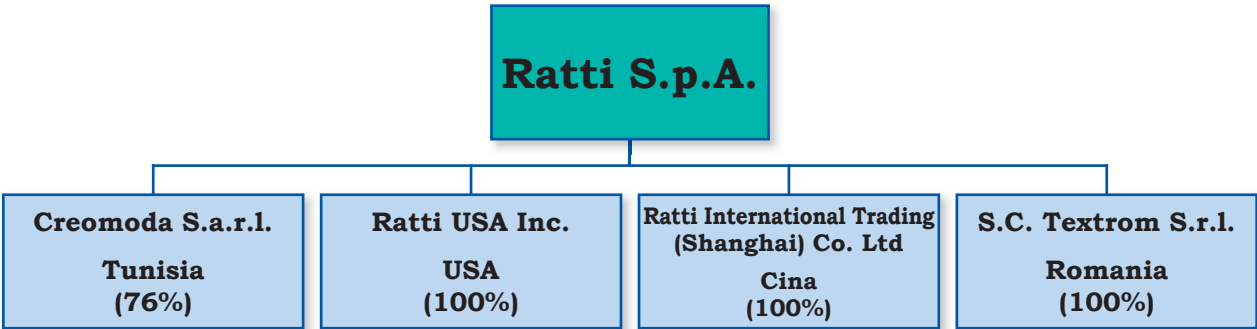 Ratti S.p.A.
Creomoda S.a.r.l.
Tunisia
(76%)
Ratti USA Inc.
USA
(100%)
Ratti International Trading
(Shanghai) Co. Ltd
Cina
(100%)
S.C. Textrom S.r.l.
Romania
(100%)